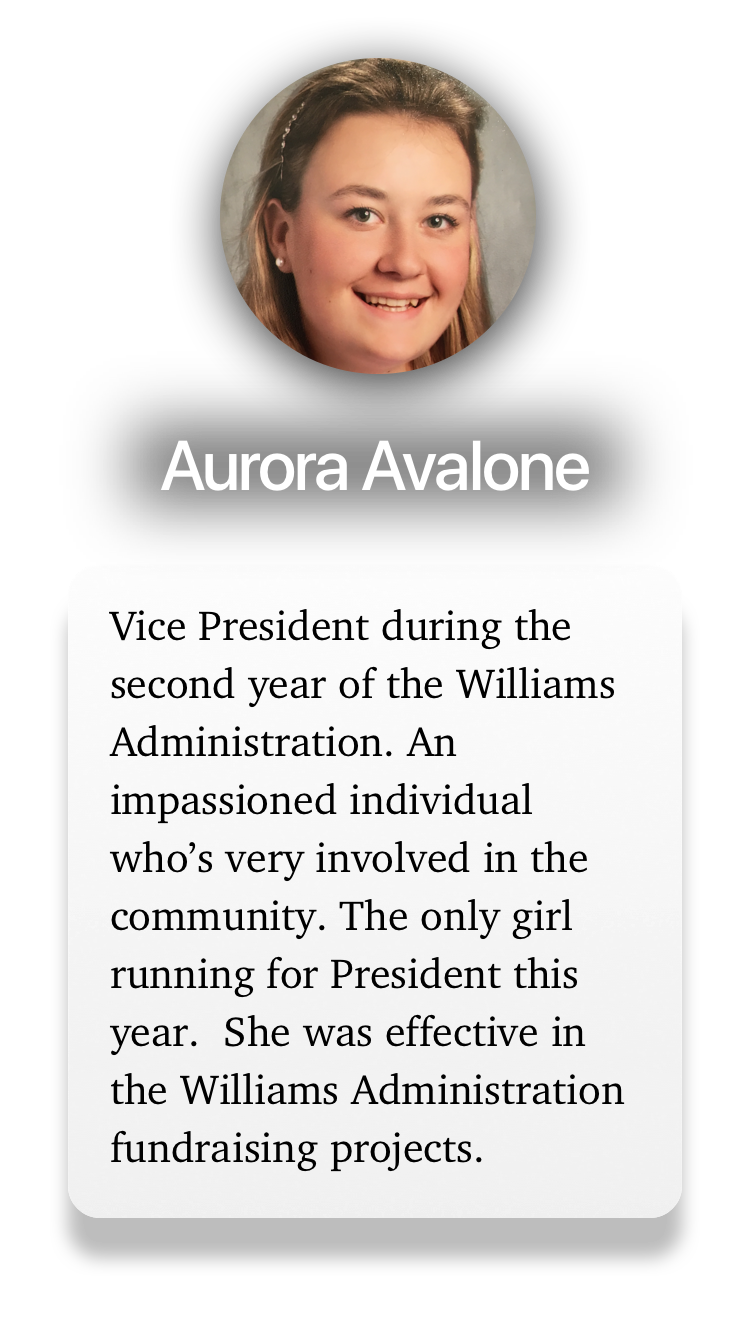 Aurora Avalone
Vice President during the
second year of the Williams
Administration. An
impassioned individual
who’s very involved in the
community. The only girl
running for President this
year.  She was effective in
the Williams Administration
fundraising projects.